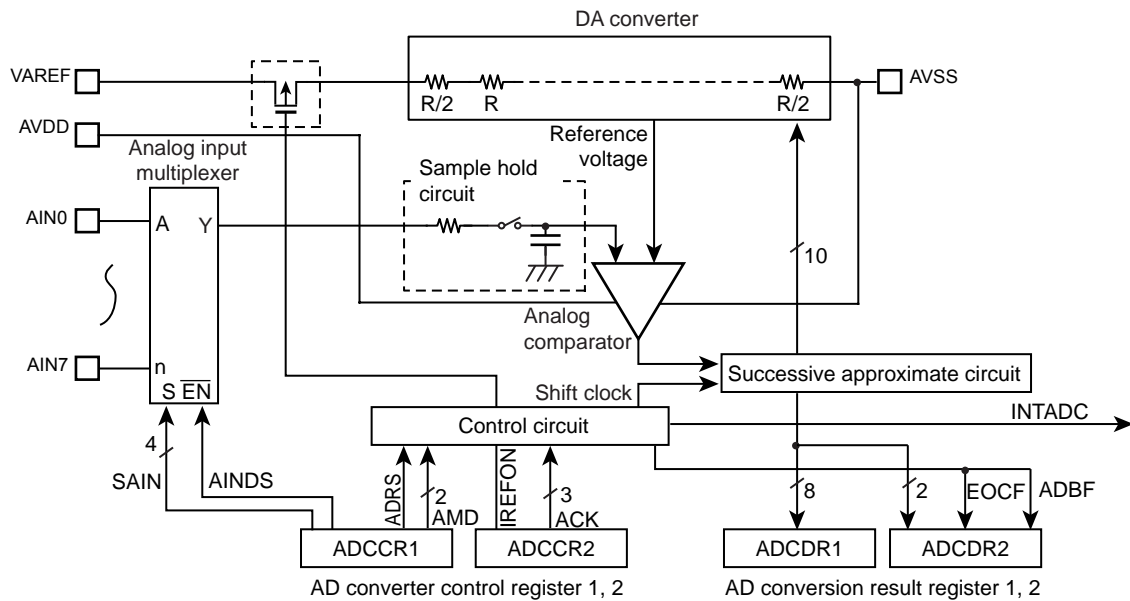 DA converter
VAREF
AVSS
R/2
R
R/2
AVDD
Reference
voltage
Analog input
multiplexer
Sample hold
circuit
AIN0
A
Y
10
Analog
comparator
AIN7
n
S EN
Successive approximate circuit
Shift clock
INTADC
Control circuit
4
SAIN
AINDS
ADRS
2
AMD
IREFON
3
ACK
8
2
EOCF
ADBF
ADCCR1
ADCCR2
ADCDR1
ADCDR2
AD converter control register 1, 2
AD conversion result register 1, 2